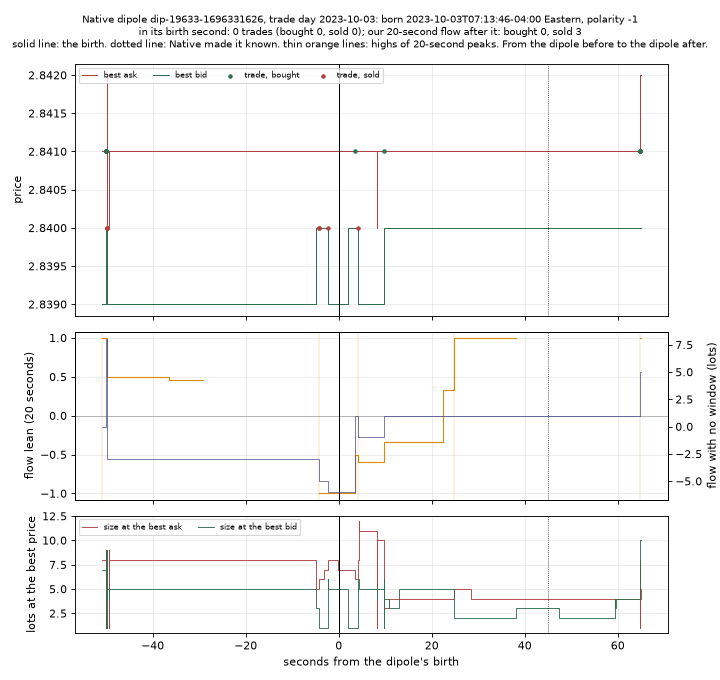 Native dipole dip-19633-1696331626, trade day 2023-10-03: born 2023-10-03T07:13:46-04:00 Eastern, polarity -1
in its birth second: 0 trades (bought 0, sold 0); our 20-second flow after it: bought 0, sold 3
solid line: the birth. dotted line: Native made it known. thin orange lines: highs of 20-second peaks. From the dipole before to the dipole after.
best ask
best bid
trade, bought
trade, sold
2.8420
2.8415
2.8410
2.8405
2.8400
2.8395
2.8390
price
1.0
0.5
0.0
−0.5
−1.0
flow lean (20 seconds)
7.5
5.0
2.5
0.0
−2.5
−5.0
flow with no window (lots)
size at the best ask
size at the best bid
12.5
10.0
7.5
5.0
2.5
lots at the best price
−40
−20
0
20
40
60
seconds from the dipole's birth